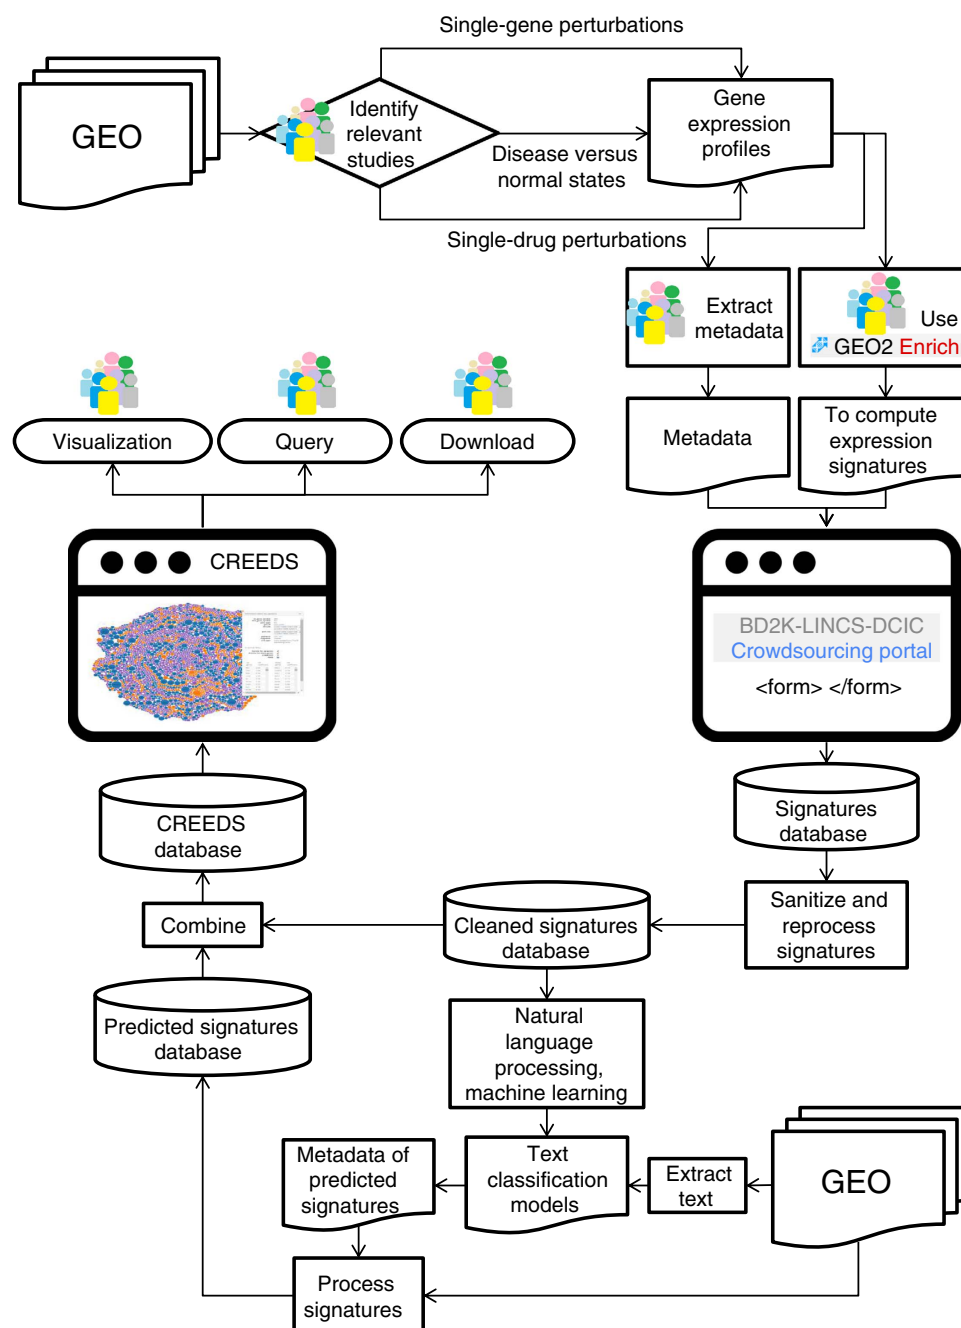 Single-gene perturbations
GEO
Identify
relevant
studies
Gene
expression
profiles
Disease versus
normal states
Single-drug perturbations
Extract
metadata
Use
GEO2 Enrich
Metadata
To compute
expression
signatures
Visualization
Query
Download
CREEDS
BD2K-LINCS-DCIC
Crowdsourcing portal
<form> </form>
CREEDS
database
Signatures
database
Combine
Cleaned signatures
database
Sanitize and
reprocess
signatures
Predicted signatures
database
Natural
language
processing,
machine learning
Metadata of
predicted
signatures
Text
classification
models
Extract
text
GEO
Process
signatures